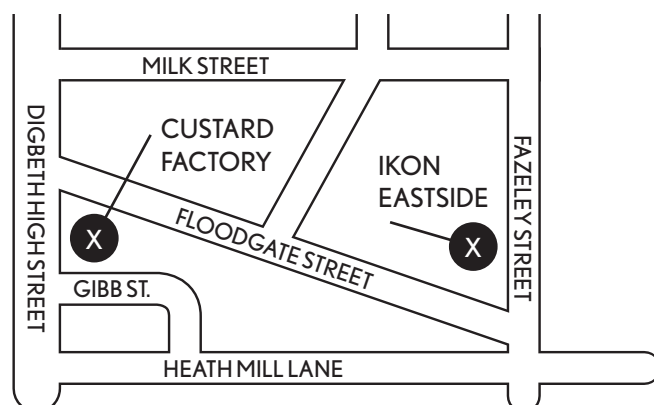 MILK STREET
DIGBETH HIGH STREET
CUSTARD
FACTORY
IKON
EASTSIDE
FAZELEY STREET
X
X
FLOODGATE STREET
GIBB ST.
HEATH MILL LANE